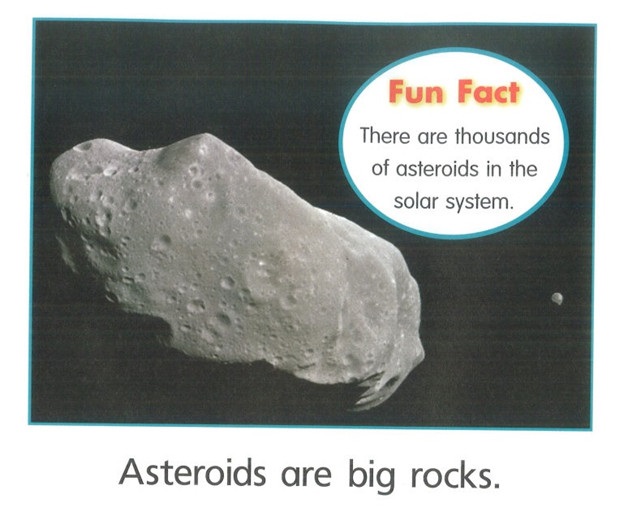 Fun Fact
There are thousands
of asteroids in the
solar system.
Asteroids are big rocks.